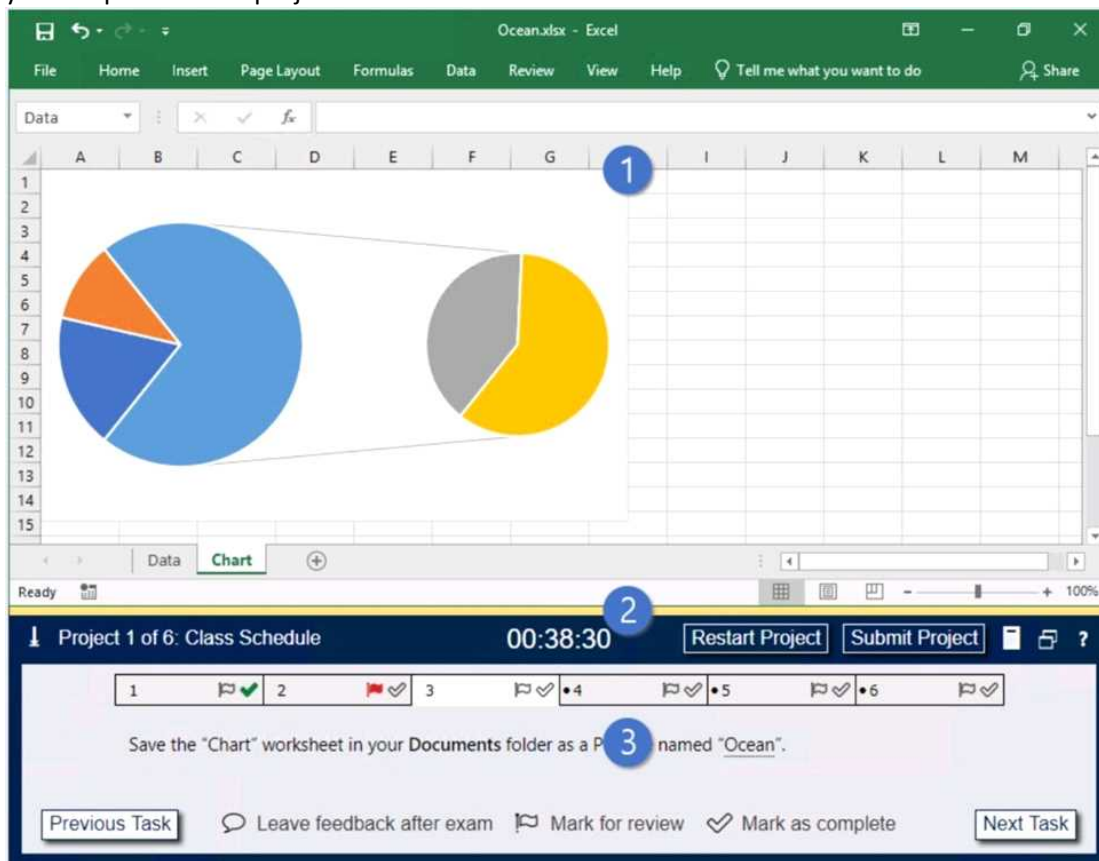 Ocean.xlsx - Excel
File Home Insert Page Layout Formulas Data Review View Help Tell me what you want to do Share
Data fx
A B C D E F G I J K L M
1
1
2
3
4
5
6
7
8
9
10
11
12
13
14
15
Data Chart
Ready 100%
2
Project 1 of 6: Class Schedule 00:38:30 Restart Project Submit Project ?
1 2 3 4 5 6
Save the "Chart" worksheet in your Documents folder as a P 3 named "Ocean".
Previous Task Leave feedback after exam Mark for review Mark as complete Next Task